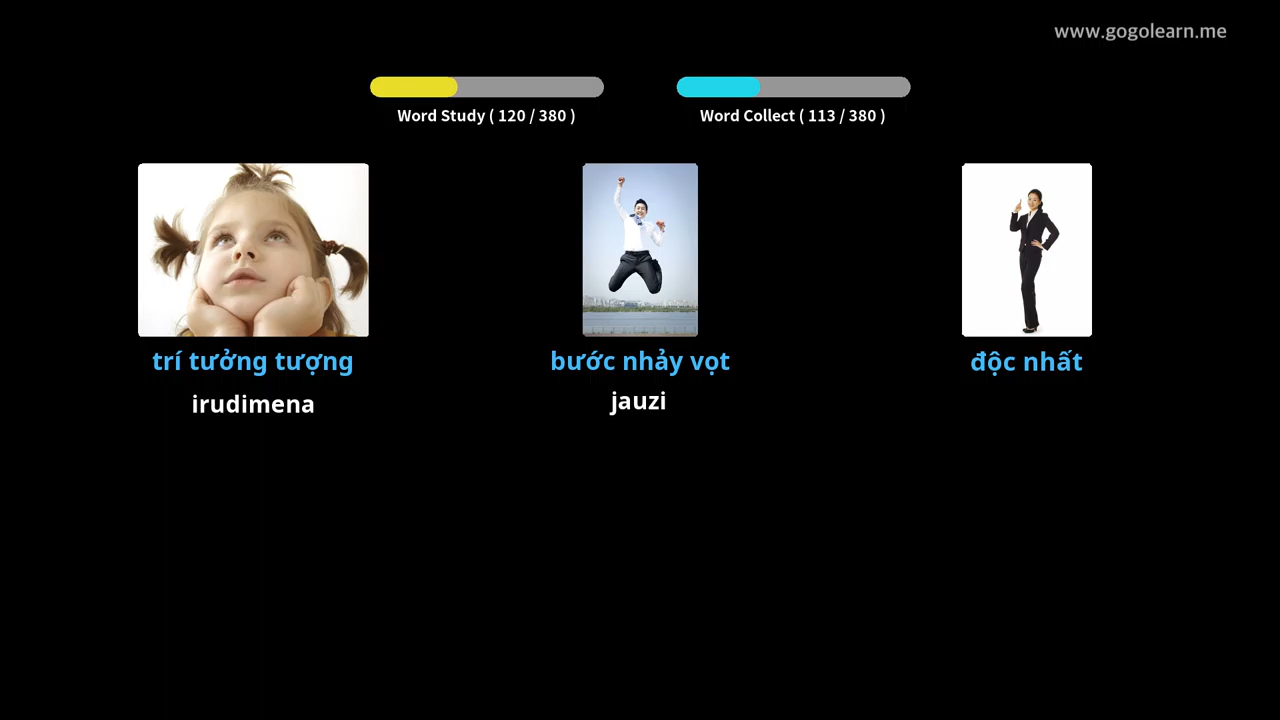 www.gogolearn.me
Word Study ( 120 / 380 )
Word Collect ( 113 / 380 )
trí tưởng tượng
bước nhảy vọt
độc nhất
irudimena
jauzi